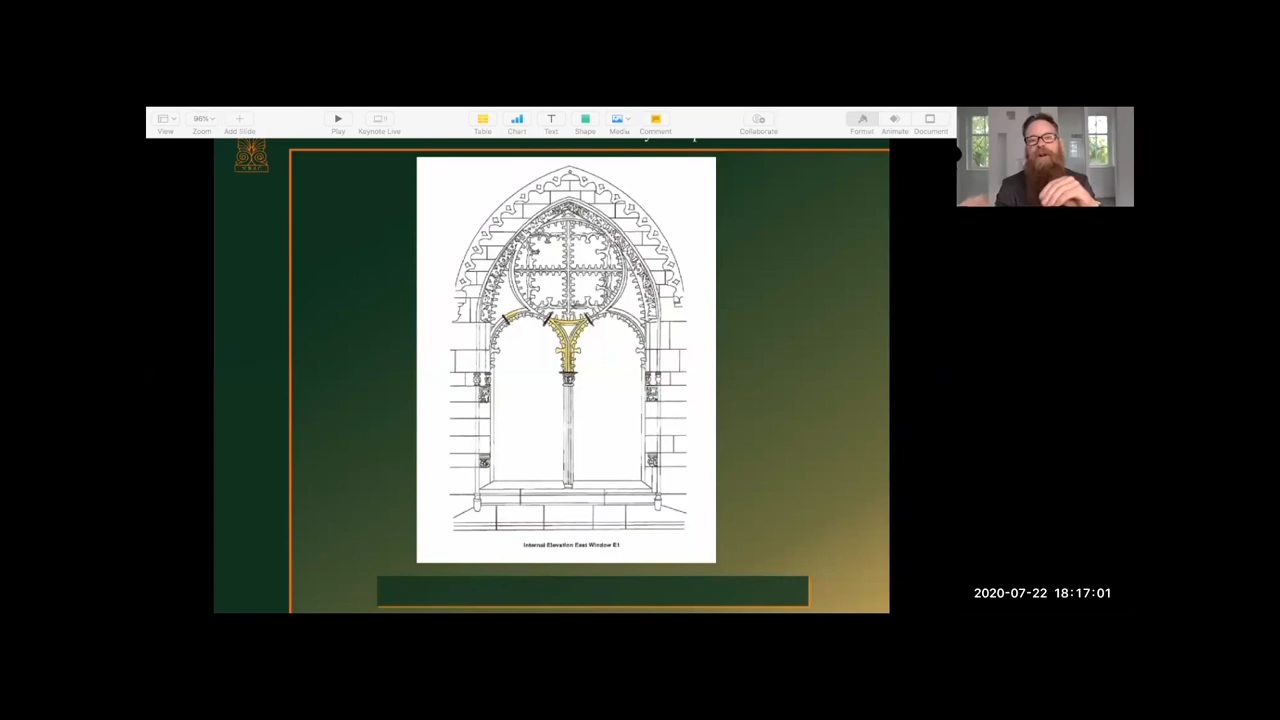 96%
View
Zoom
Add Slide
Play
Keynote Live
Table
Chart
Text
Shape
Media
Comment
Collaborate
Format
Animate
Document
Internal Elevation East Window E1
2020-07-22 18:17:01